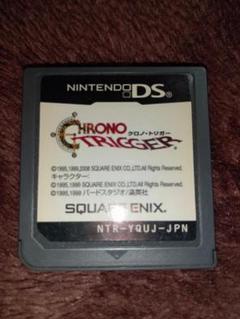 NINTENDO DS
CHRONO
クロノ・トリガー
TRIGGER
©1995,1999,2008 SQUARE ENIX CO.,LTD.All Rights Reserved.
キャラクター:
©1995,1999,2008 SQUARE ENIX CO.,LTD.All Rights Reserved.
©1995,1999 バードスタジオ/集英社
SQUARE ENIX.
NTR-YQUJ-JPN